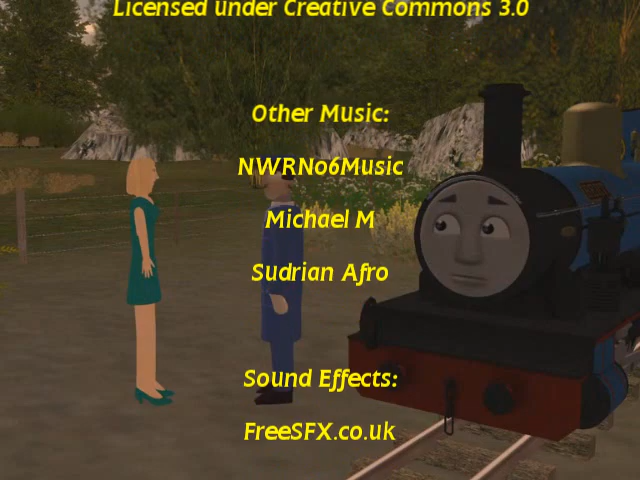 Licensed under Creative Commons 3.0
Other Music:
NWRNo6Music
Michael M
Sudrian Afro
Sound Effects:
FreeSFX.co.uk